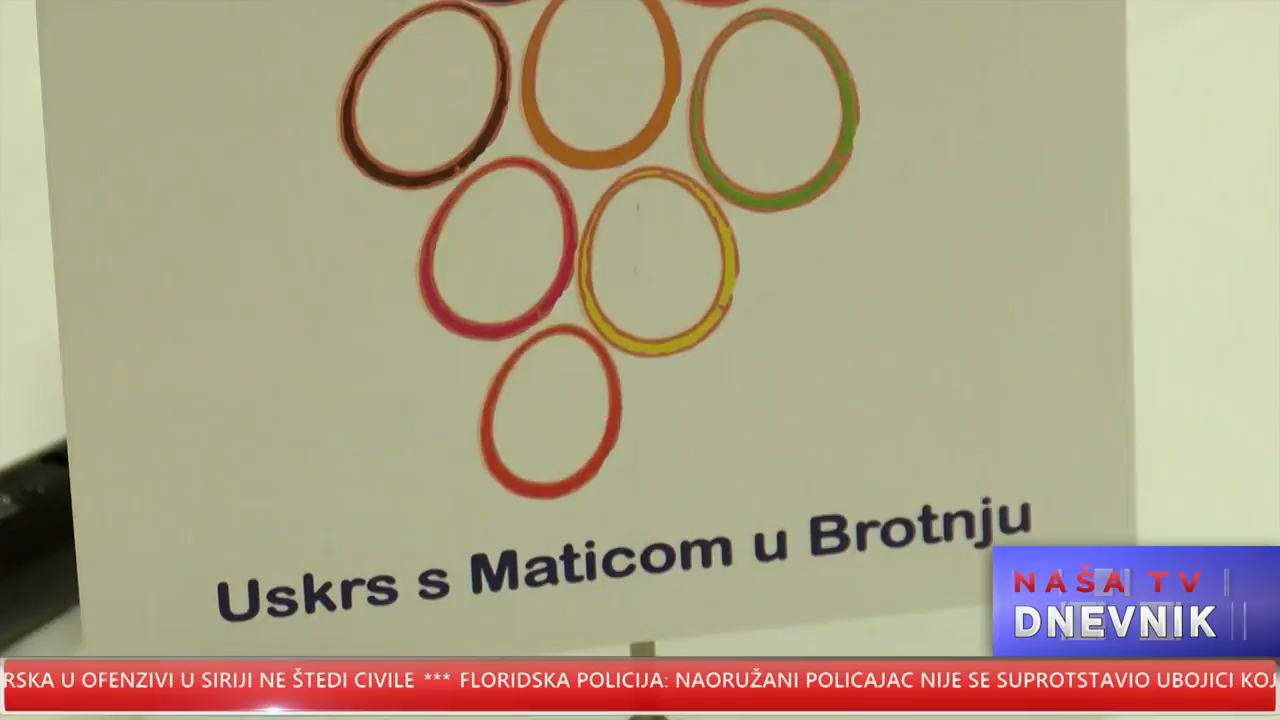 Uskrs s Maticom u Brotnju
NAŠA TV
DNEVNIK
RSKA U OFENZIVI U SIRIJI NE ŠTEDI CIVILE *** FLORIDSKA POLICIJA: NAORUŽANI POLICAJAC NIJE SE SUPROTSTAVIO UBOJICI KOJ